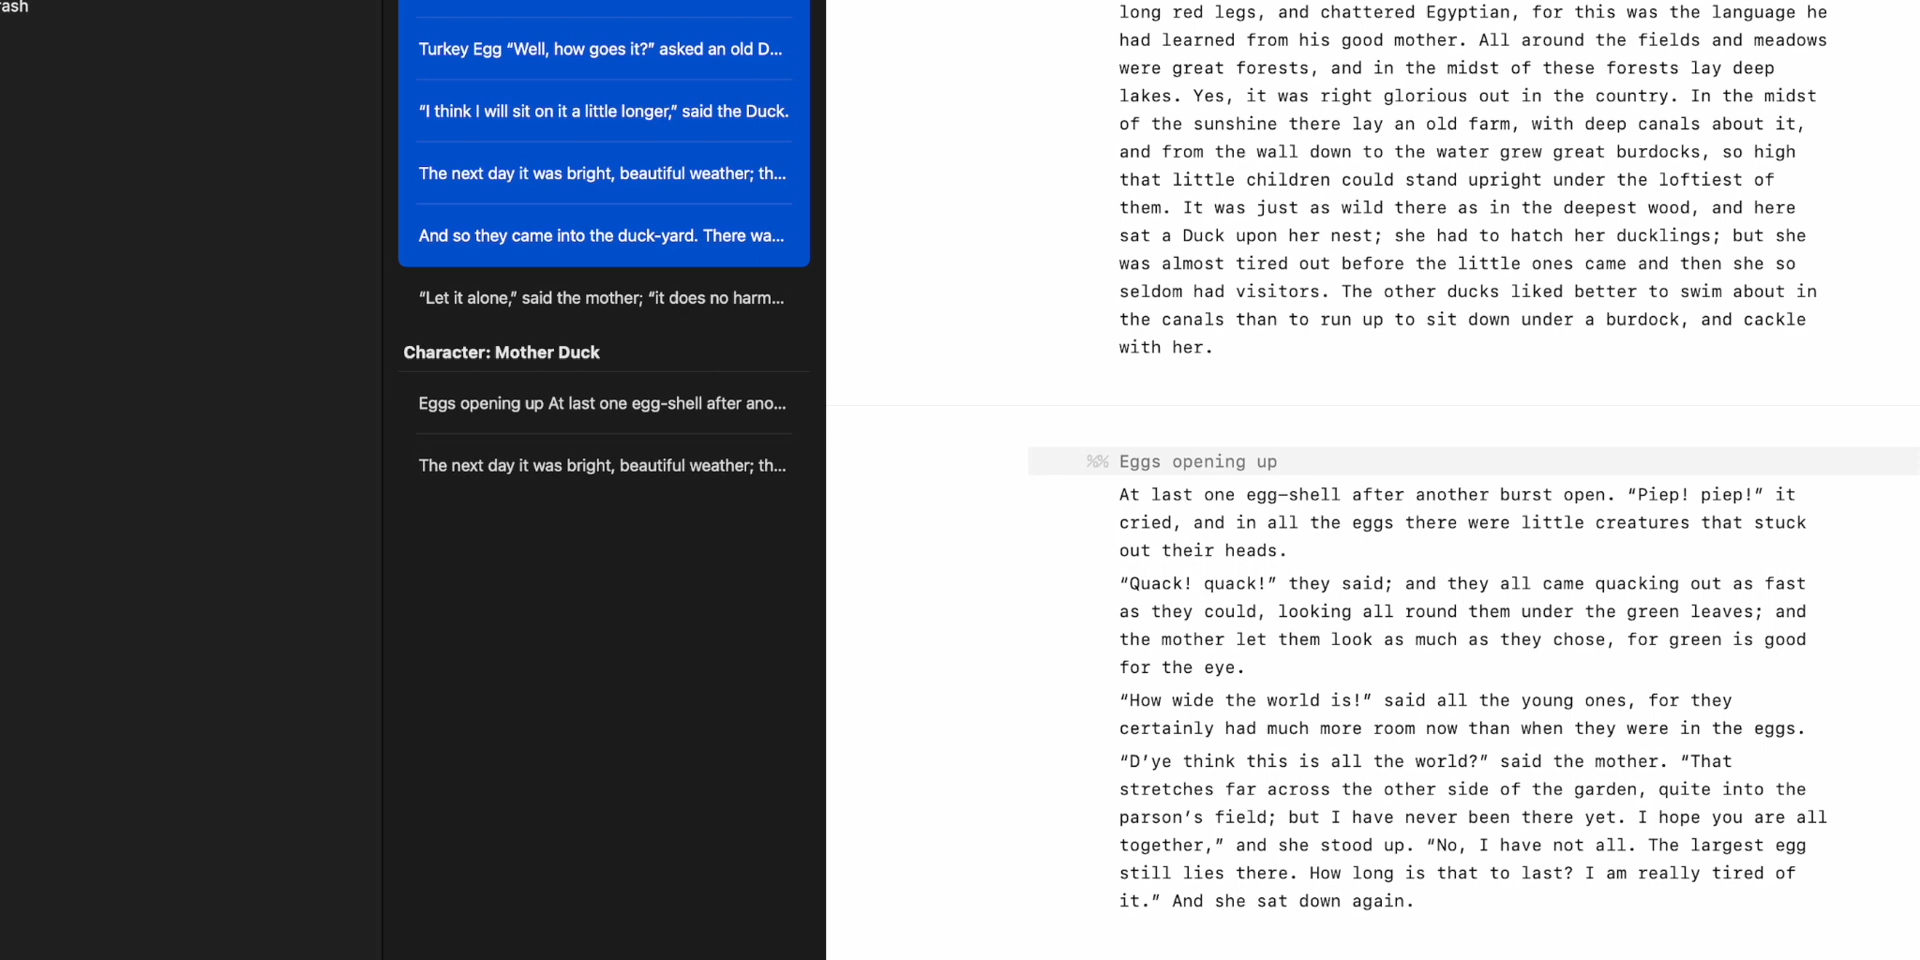 ash
Turkey Egg “Well, how goes it?” asked an old D...
“I think I will sit on it a little longer,” said the Duck.
The next day it was bright, beautiful weather; th...
And so they came into the duck-yard. There wa...
“Let it alone,” said the mother; “it does no harm...
Character: Mother Duck
Eggs opening up At last one egg-shell after ano...
The next day it was bright, beautiful weather; th...
long red legs, and chattered Egyptian, for this was the language he
had learned from his good mother. All around the fields and meadows
were great forests, and in the midst of these forests lay deep
lakes. Yes, it was right glorious out in the country. In the midst
of the sunshine there lay an old farm, with deep canals about it,
and from the wall down to the water grew great burdocks, so high
that little children could stand upright under the loftiest of
them. It was just as wild there as in the deepest wood, and here
sat a Duck upon her nest; she had to hatch her ducklings; but she
was almost tired out before the little ones came and then she so
seldom had visitors. The other ducks liked better to swim about in
the canals than to run up to sit down under a burdock, and cackle
with her.
%% Eggs opening up
At last one egg-shell after another burst open. “Piep! piep!” it
cried, and in all the eggs there were little creatures that stuck
out their heads.
“Quack! quack!” they said; and they all came quacking out as fast
as they could, looking all round them under the green leaves; and
the mother let them look as much as they chose, for green is good
for the eye.
“How wide the world is!” said all the young ones, for they
certainly had much more room now than when they were in the eggs.
“D’ye think this is all the world?” said the mother. “That
stretches far across the other side of the garden, quite into the
parson’s field; but I have never been there yet. I hope you are all
together,” and she stood up. “No, I have not all. The largest egg
still lies there. How long is that to last? I am really tired of
it.” And she sat down again.